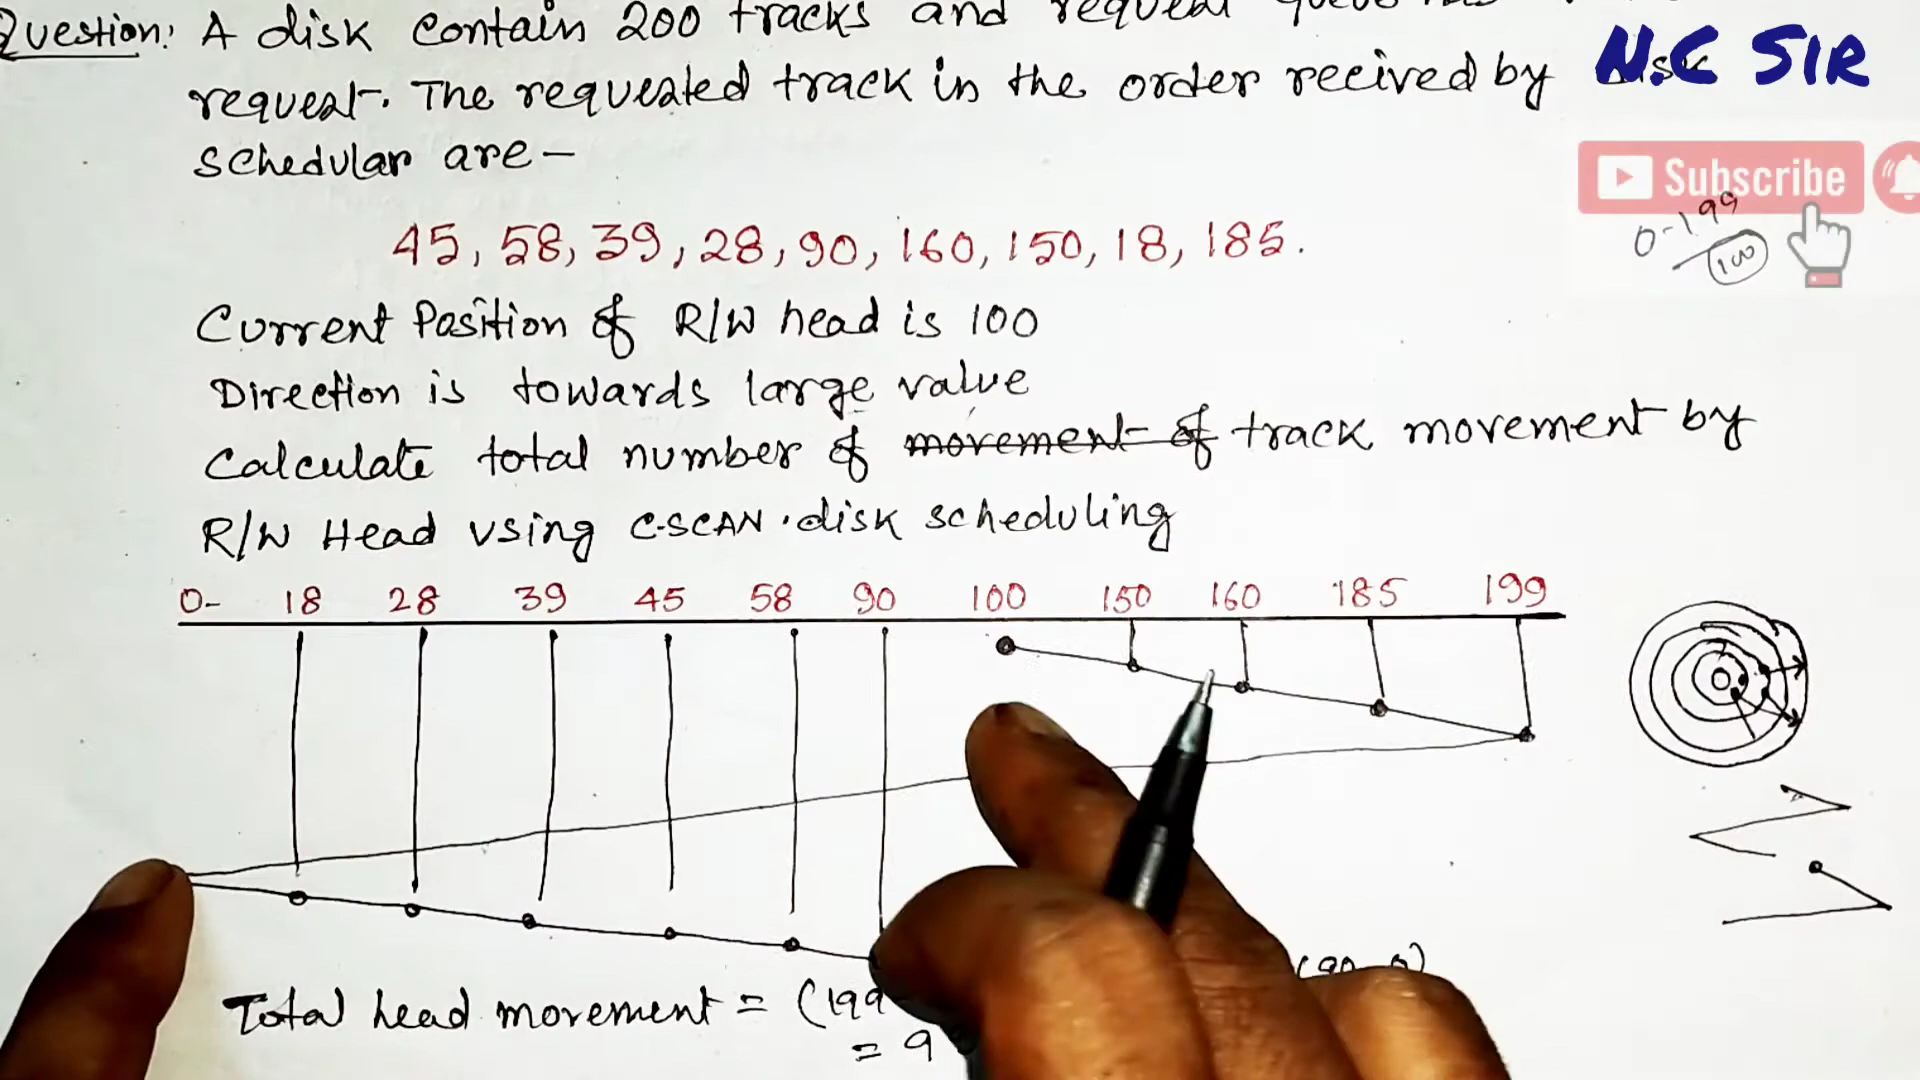 Question: A disk contain 200 tracks and request
request. The requested track in the order recived by
N.C SIR
schedular are —
Subscribe
0-199
100
45, 58, 39, 28, 90, 160, 150, 18, 185.
Current Position of R/W head is 100
Direction is towards large value
Calculate total number of movement of track movement by
R/W Head using C-SCAN disk scheduling
0- 18 28 39 45 58 90 100 150 160 185 199
Total head movement = (199
= 9